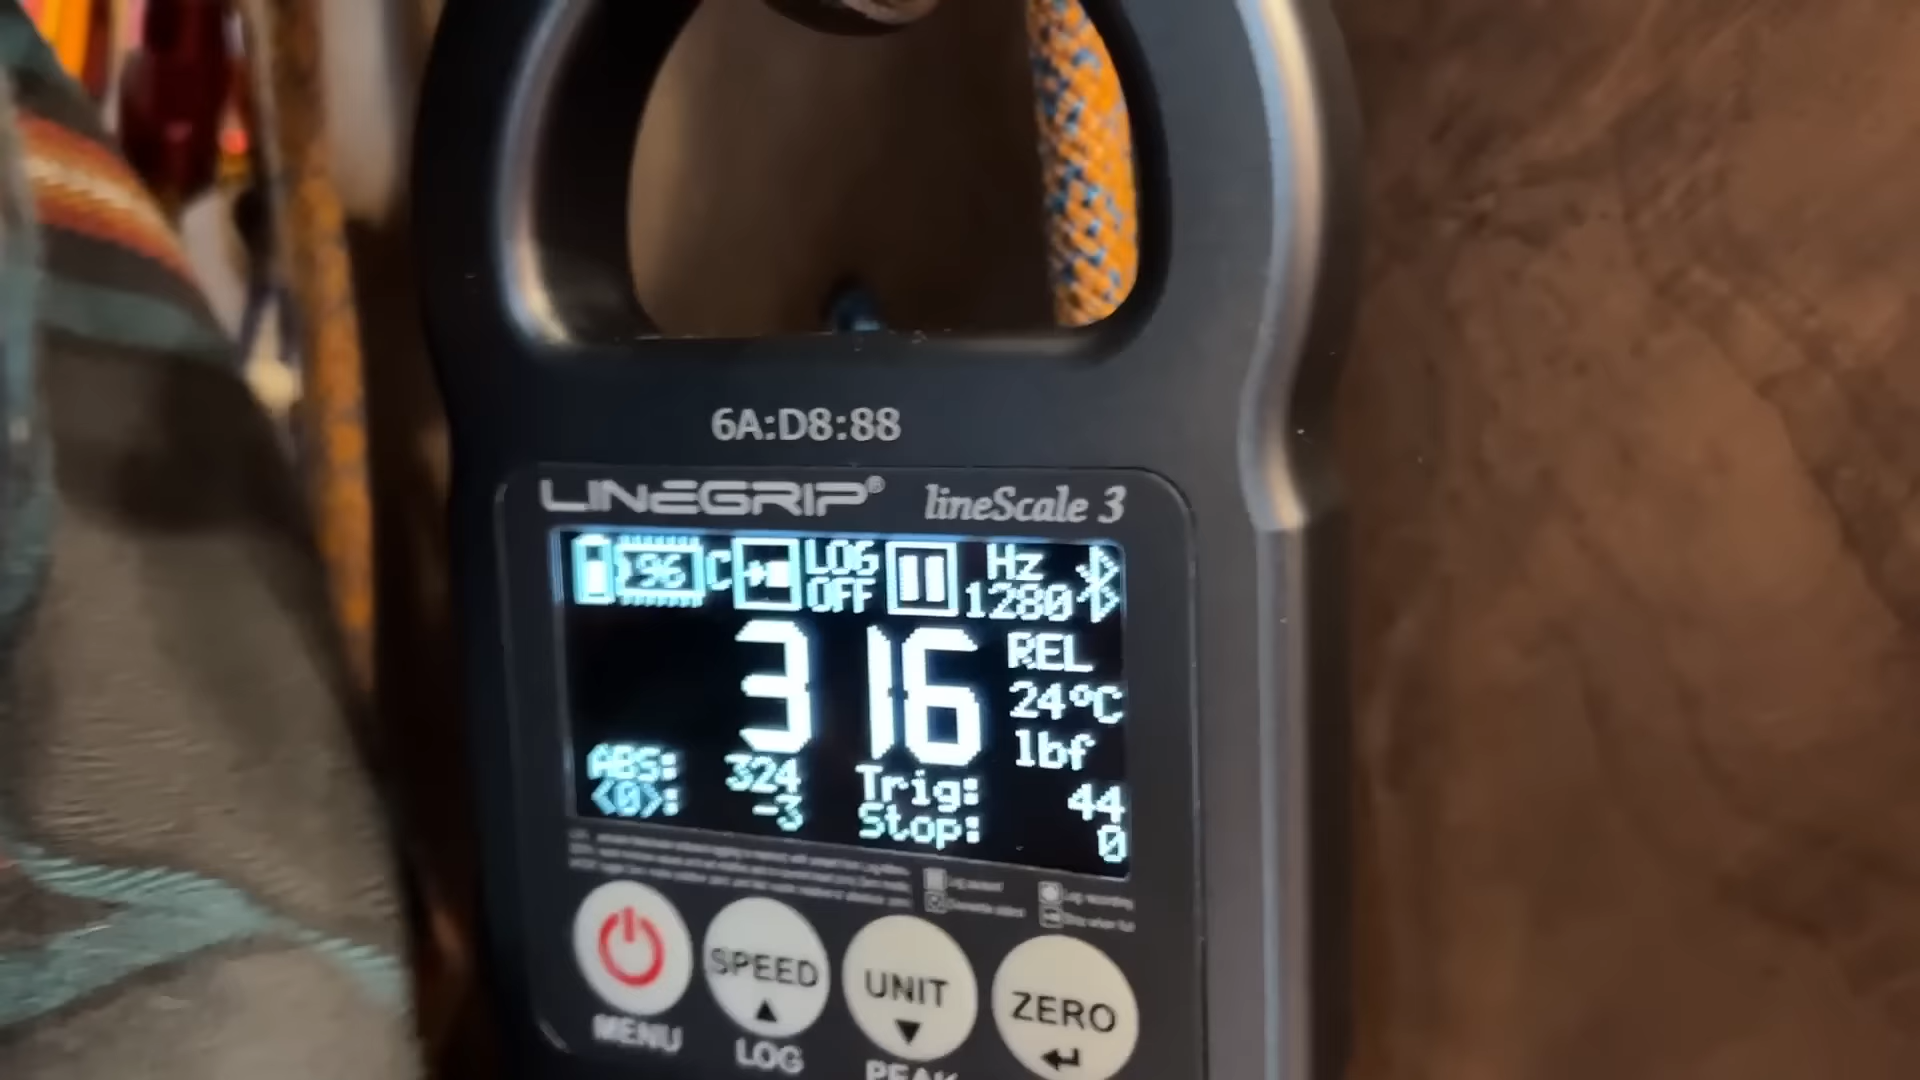 6A:D8:88
LINEGRIP® lineScale 3
96 C LOG OFF Hz 1280
316 REL
24°C
lbf
ABS: 324 Trig: 44
<0>: -3 Stop: 0
SPEED UNIT ZERO
MENU LOG PEAK